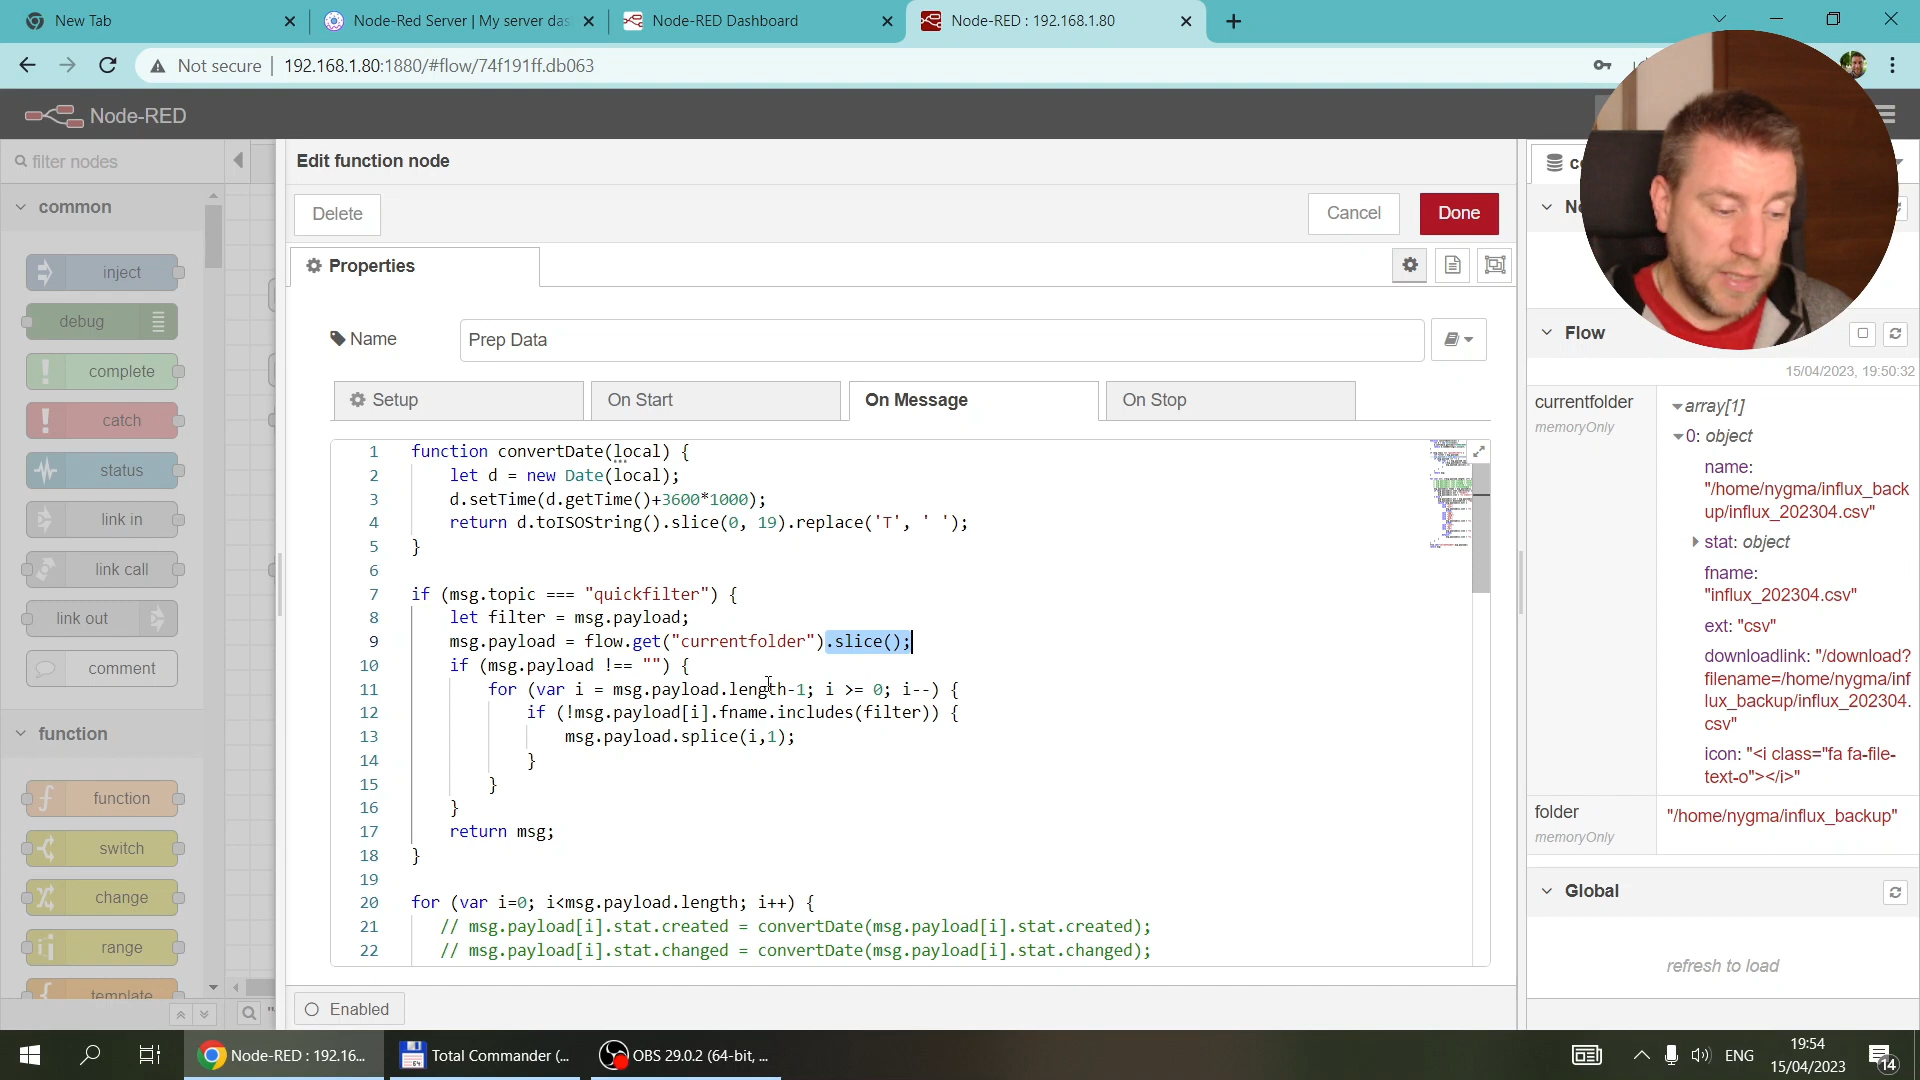 New Tab
Node-Red Server | My server das
Node-RED Dashboard
Node-RED : 192.168.1.80
Not secure
192.168.1.80:1880/#flow/74f191ff.db063
Node-RED
filter nodes
common
inject
debug
complete
catch
status
link in
link call
link out
comment
function
function
switch
change
range
template
Edit function node
Delete
Cancel
Done
Properties
Name
Prep Data
Setup
On Start
On Message
On Stop
1 function convertDate(local) {
2 let d = new Date(local);
3 d.setTime(d.getTime()+3600*1000);
4 return d.toISOString().slice(0, 19).replace('T', ' ');
5 }
6
7 if (msg.topic === "quickfilter") {
8 let filter = msg.payload;
9 msg.payload = flow.get("currentfolder").slice();
10 if (msg.payload !== "") {
11 for (var i = msg.payload.length-1; i >= 0; i--) {
12 if (!msg.payload[i].fname.includes(filter)) {
13 msg.payload.splice(i,1);
14 }
15 }
16 }
17 return msg;
18 }
19
20 for (var i=0; i<msg.payload.length; i++) {
21 // msg.payload[i].stat.created = convertDate(msg.payload[i].stat.created);
22 // msg.payload[i].stat.changed = convertDate(msg.payload[i].stat.changed);
Enabled
Flow
15/04/2023, 19:50:32
currentfolder
memoryOnly
array[1]
0: object
name:
"/home/nygma/influx_back
up/influx_202304.csv"
stat: object
fname:
"influx_202304.csv"
ext: "csv"
downloadlink: "/download?
filename=/home/nygma/inf
lux_backup/influx_202304.
csv"
icon: "<i class="fa fa-file-
text-o"></i>"
folder
memoryOnly
"/home/nygma/influx_backup"
Global
refresh to load
Node-RED : 192.16...
Total Commander (...
OBS 29.0.2 (64-bit, ...
ENG
19:54
15/04/2023
14